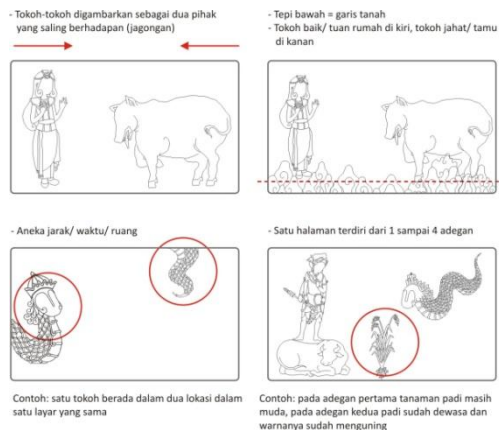 - Tokoh-tokoh digambarkan sebagai dua pihak
yang saling berhadapan (jagongan)
- Tepi bawah = garis tanah
- Tokoh baik/ tuan rumah di kiri, tokoh jahat/ tamu
di kanan
- Aneka jarak/ waktu/ ruang
- Satu halaman terdiri dari 1 sampai 4 adegan
Contoh: satu tokoh berada dalam dua lokasi dalam
satu layar yang sama
Contoh: pada adegan pertama tanaman padi masih
muda, pada adegan kedua padi sudah dewasa dan
warnanya sudah menguning